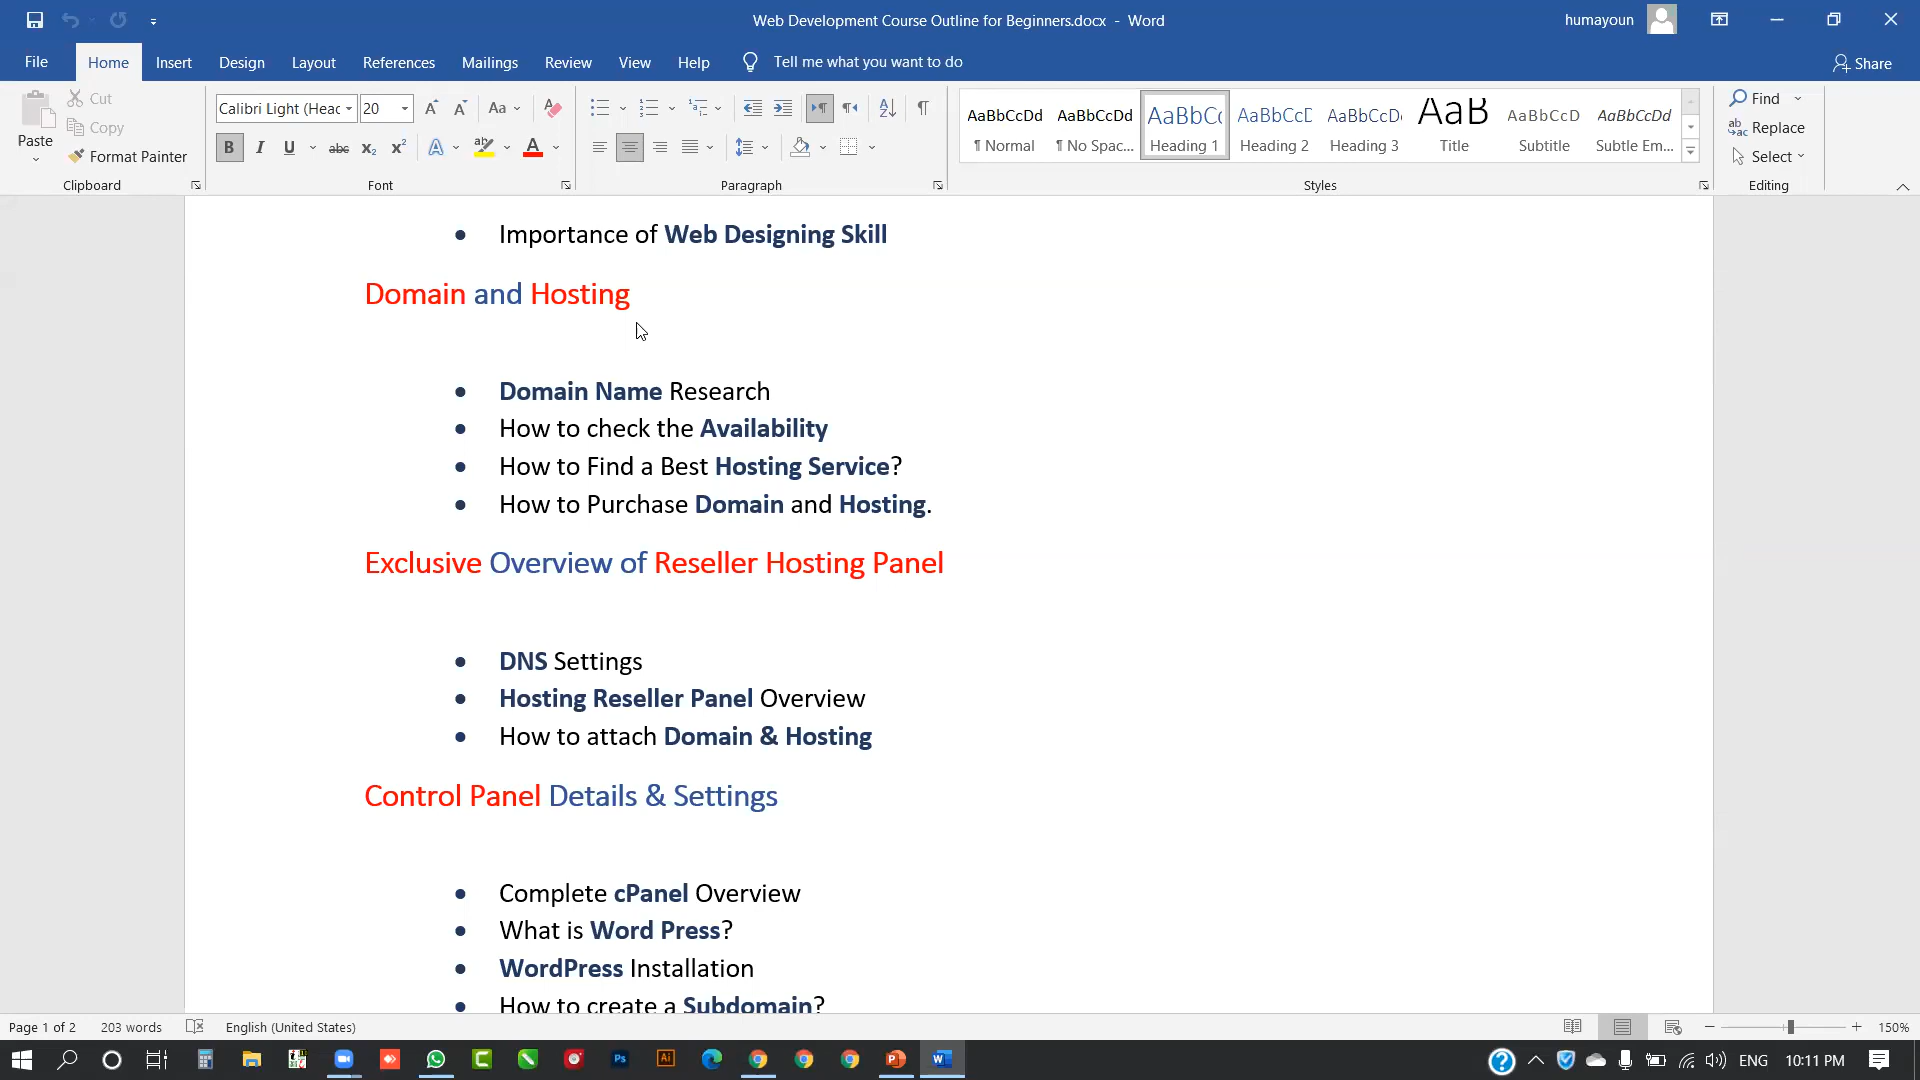 Web Development Course Outline for Beginners.docx - Word
humayoun
File Home Insert Design Layout References Mailings Review View Help Tell me what you want to do Share
Paste
Cut
Copy
Format Painter
Clipboard
Calibri Light (Heac 20
Aa
B I U abc x₂ x² A A
Font
Paragraph
AaBbCcDd AaBbCcDd AaBbCc AaBbCcD AaBbCcD AaB AaBbCcD AaBbCcDd
¶ Normal ¶ No Spac... Heading 1 Heading 2 Heading 3 Title Subtitle Subtle Em...
Styles
Find
Replace
Select
Editing
Importance of Web Designing Skill
Domain and Hosting
Domain Name Research
How to check the Availability
How to Find a Best Hosting Service?
How to Purchase Domain and Hosting.
Exclusive Overview of Reseller Hosting Panel
DNS Settings
Hosting Reseller Panel Overview
How to attach Domain & Hosting
Control Panel Details & Settings
Complete cPanel Overview
What is Word Press?
WordPress Installation
How to create a Subdomain?
Page 1 of 2 203 words English (United States) 150%
ENG 10:11 PM